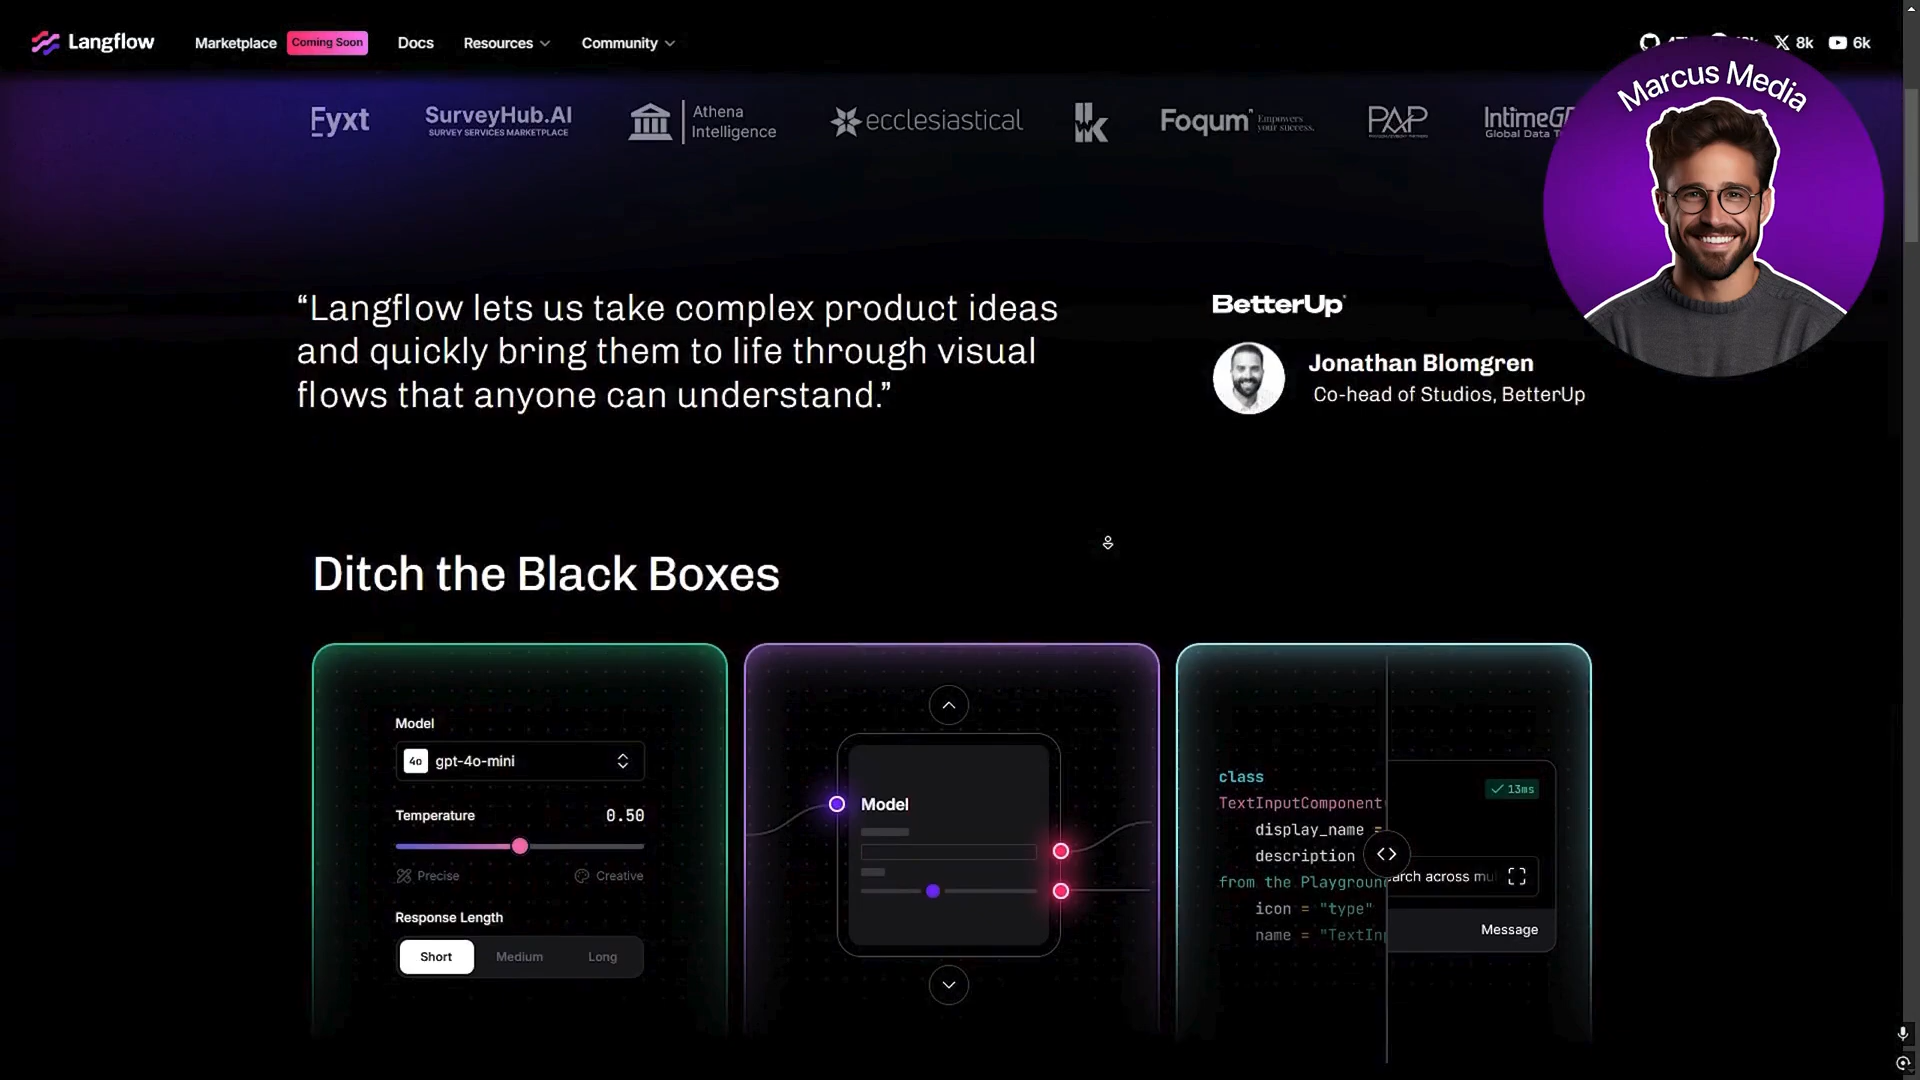 Langflow
Marketplace Coming Soon Docs Resources Community
8k 6k
Marcus Media
Fyxt
SurveyHub.AI
SURVEY SERVICES MARKETPLACE
Athena
Intelligence
ecclesiastical
Foqum
Empowers
your success.
PAP
Global Data
“Langflow lets us take complex product ideas
and quickly bring them to life through visual
flows that anyone can understand.”
BetterUp
Jonathan Blomgren
Co-head of Studios, BetterUp
Ditch the Black Boxes
Model
4o gpt-4o-mini
Temperature 0.50
Precise Creative
Response Length
Short Medium Long
Model
class
TextInputComponent
display_name =
description
from the Playground
icon = "type"
name = "TextInp
13ms
arch across mul
Message